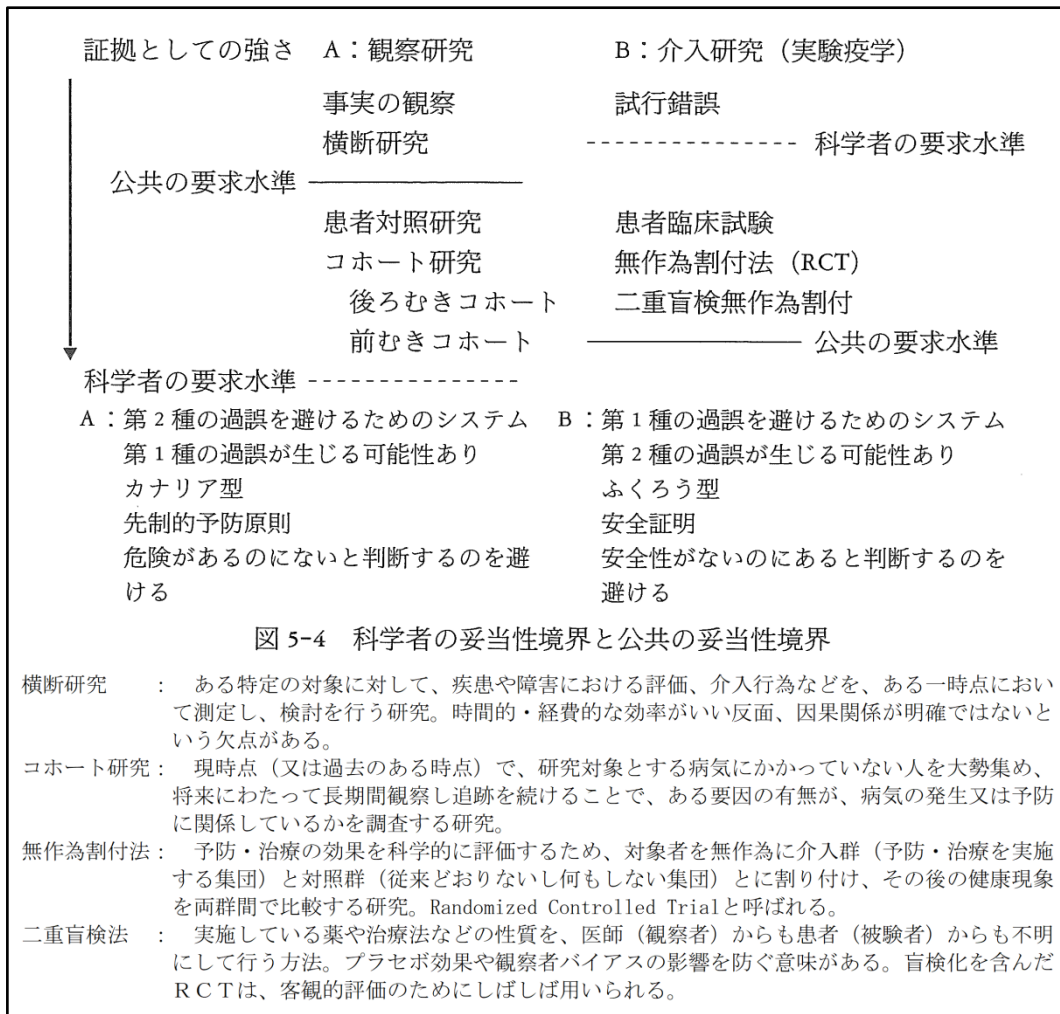 証拠としての強さ　A：観察研究　B：介入研究（実験疫学）
事実の観察　試行錯誤
横断研究　科学者の要求水準
公共の要求水準
患者対照研究　患者臨床試験
コホート研究　無作為割付法（RCT）
後ろむきコホート　二重盲検無作為割付
前むきコホート　公共の要求水準
科学者の要求水準
A：第2種の過誤を避けるためのシステム
第1種の過誤が生じる可能性あり
カナリア型
先制的予防原則
危険があるのにないと判断するのを避
ける
B：第1種の過誤を避けるためのシステム
第2種の過誤が生じる可能性あり
ふくろう型
安全証明
安全性がないのにあると判断するのを
避ける
図 5-4　科学者の妥当性境界と公共の妥当性境界
横断研究　：　ある特定の対象に対して、疾患や障害における評価、介入行為などを、ある一時点におい
て測定し、検討を行う研究。時間的・経費的な効率がいい反面、因果関係が明確ではないと
いう欠点がある。
コホート研究：　現時点（又は過去のある時点）で、研究対象とする病気にかかっていない人を大勢集め、
将来にわたって長期間観察し追跡を続けることで、ある要因の有無が、病気の発生又は予防
に関係しているかを調査する研究。
無作為割付法：　予防・治療の効果を科学的に評価するため、対象者を無作為に介入群（予防・治療を実施
する集団）と対照群（従来どおりないし何もしない集団）とに割り付け、その後の健康現象
を両群間で比較する研究。Randomized Controlled Trialと呼ばれる。
二重盲検法　：　実施している薬や治療法などの性質を、医師（観察者）からも患者（被験者）からも不明
にして行う方法。プラセボ効果や観察者バイアスの影響を防ぐ意味がある。盲検化を含んだ
ＲＣＴは、客観的評価のためにしばしば用いられる。